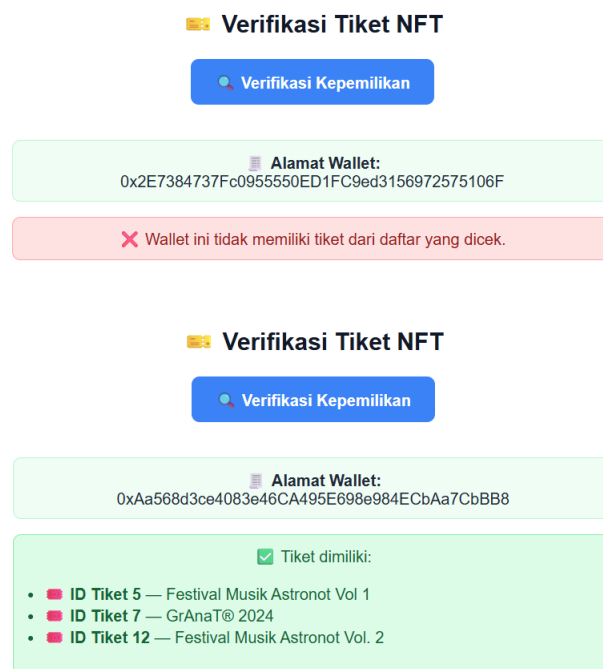 🎫 Verifikasi Tiket NFT
🔍 Verifikasi Kepemilikan
🧾 Alamat Wallet:
0x2E7384737Fc0955550ED1FC9ed3156972575106F
❌ Wallet ini tidak memiliki tiket dari daftar yang dicek.
🎫 Verifikasi Tiket NFT
🔍 Verifikasi Kepemilikan
🧾 Alamat Wallet:
0xAa568d3ce4083e46CA495E698e984ECbAa7CbBB8
✅ Tiket dimiliki:
• 🎟️ ID Tiket 5 — Festival Musik Astronot Vol 1
• 🎟️ ID Tiket 7 — GrAnaT® 2024
• 🎟️ ID Tiket 12 — Festival Musik Astronot Vol. 2